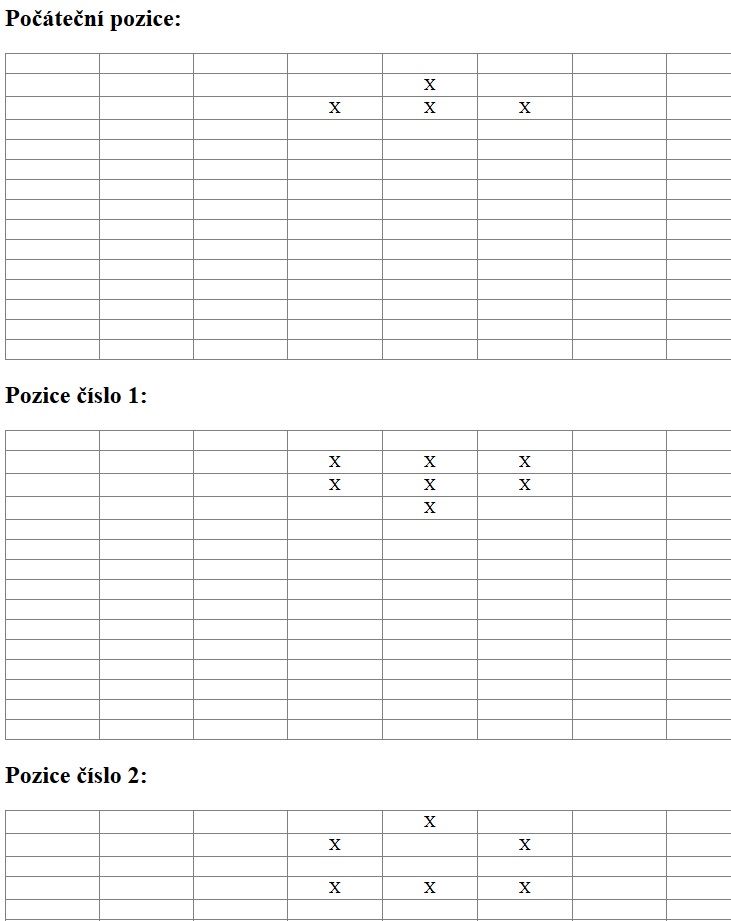 Počáteční pozice:
X
X X X
Pozice číslo 1:
X X X
X X X
X
Pozice číslo 2:
X
X X
X X X